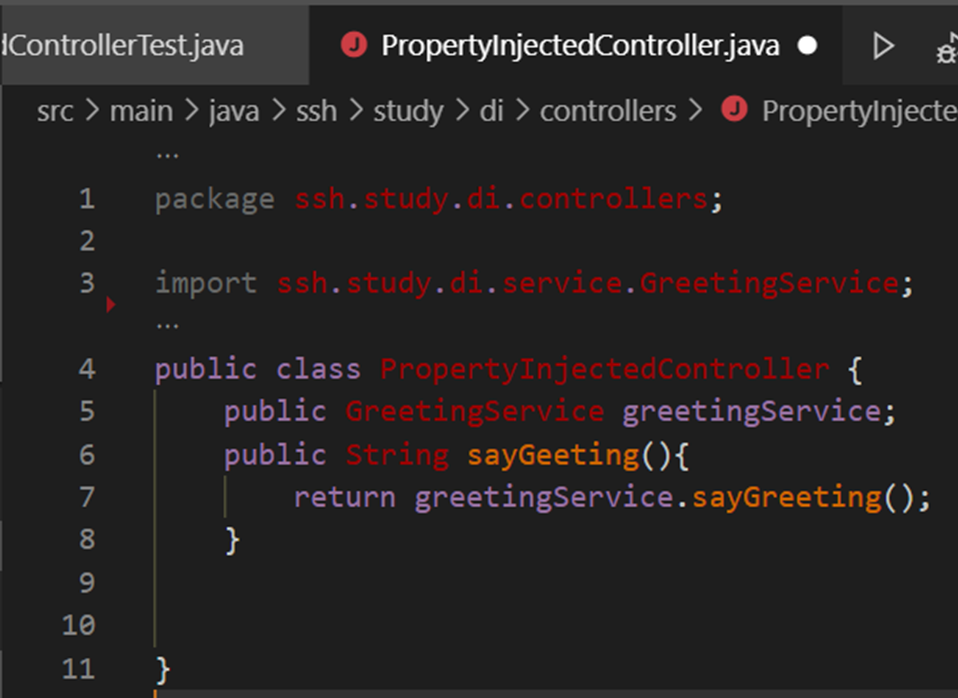 dControllerTest.java
J PropertyInjectedController.java
src > main > java > ssh > study > di > controllers > J PropertyInjecte
...
1 package ssh.study.di.controllers;
2
3 import ssh.study.di.service.GreetingService;
...
4 public class PropertyInjectedController {
5 public GreetingService greetingService;
6 public String sayGeeting(){
7 return greetingService.sayGreeting();
8 }
9
10
11 }